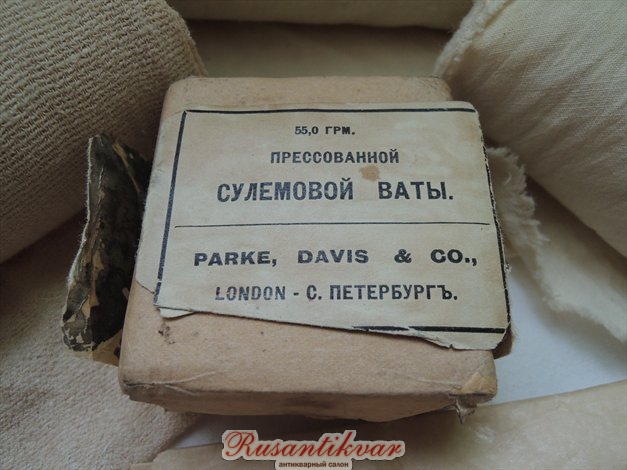 55,0 ГРМ.
ПРЕССОВАННОЙ
СУЛЕМОВОЙ ВАТЫ.
PARKE, DAVIS & CO.,
LONDON - С. ПЕТЕРБУРГЪ.
Rusantikvar
антикварный салон